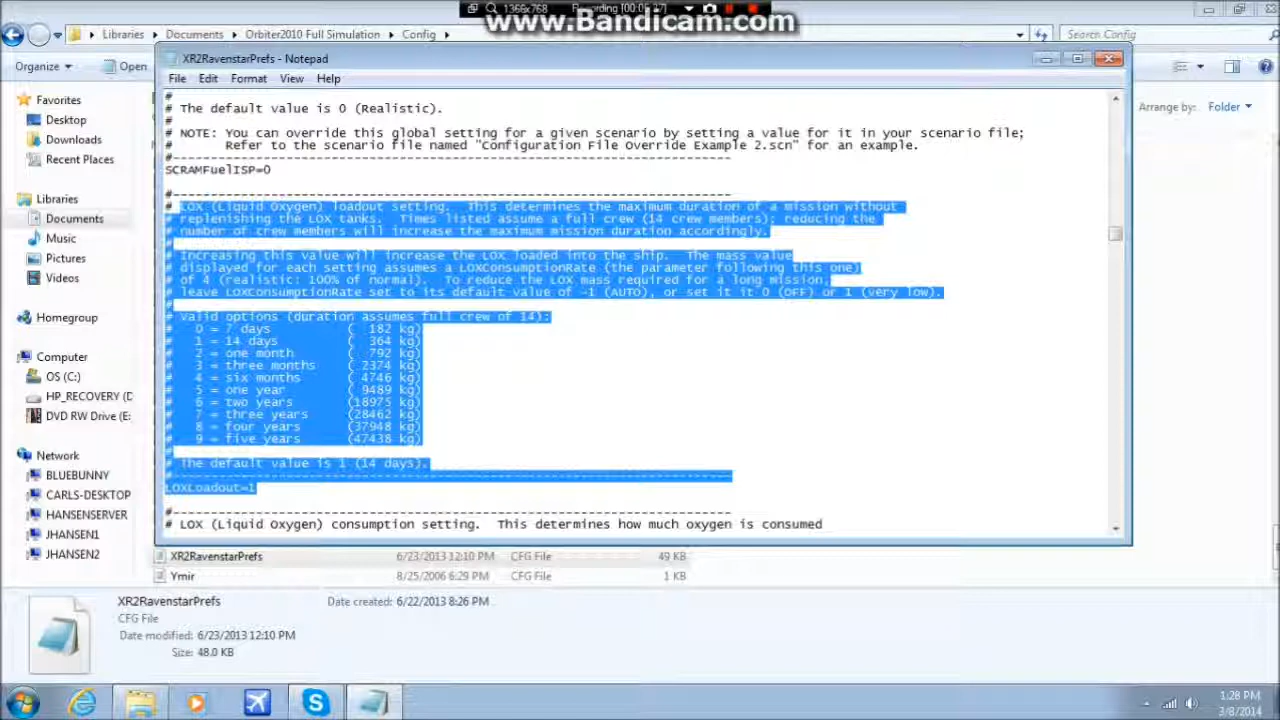 1366x768
Recording [00:05:37]
www.Bandicam.com
Libraries
Documents
Orbiter2010 Full Simulation
Config
Search Config
XR2RavenstarPrefs - Notepad
Organize
Open
Arrange by: Folder
File Edit Format View Help
Favorites
Desktop
Downloads
Recent Places
Libraries
Documents
Music
Pictures
Videos
Homegroup
Computer
OS (C:)
HP_RECOVERY (D
DVD RW Drive (E:
Network
BLUEBUNNY
CARLS-DESKTOP
HANSENSERVER
JHANSEN1
JHANSEN2
#
# The default value is 0 (Realistic).
#
# NOTE: You can override this global setting for a given scenario by setting a value for it in your scenario file;
# Refer to the scenario file named "Configuration File Override Example 2.scn" for an example.
#---------------------------------------------------------------------------
SCRAMFuelISP=0
#---------------------------------------------------------------------------
# LOX (Liquid Oxygen) loadout setting. This determines the maximum duration of a mission without
# replenishing the LOX tanks. Times listed assume a full crew (14 crew members); reducing the
# number of crew members will increase the maximum mission duration accordingly.
#
# Increasing this value will increase the LOX loaded into the ship. The mass value
# displayed for each setting assumes a LOXConsumptionRate (the parameter following this one)
# of 4 (realistic: 100% of normal). To reduce the LOX mass required for a long mission,
# leave LOXConsumptionRate set to its default value of -1 (AUTO), or set it it 0 (OFF) or 1 (very low).
#
# Valid options (duration assumes full crew of 14):
# 0 = 7 days ( 182 kg)
# 1 = 14 days ( 364 kg)
# 2 = one month ( 792 kg)
# 3 = three months ( 2374 kg)
# 4 = six months ( 4746 kg)
# 5 = one year ( 9489 kg)
# 6 = two years (18975 kg)
# 7 = three years (28462 kg)
# 8 = four years (37948 kg)
# 9 = five years (47438 kg)
#
# The default value is 1 (14 days).
#---------------------------------------------------------------------------
LOXLoadout=1
#---------------------------------------------------------------------------
# LOX (Liquid Oxygen) consumption setting. This determines how much oxygen is consumed
XR2RavenstarPrefs 6/23/2013 12:10 PM CFG File 49 KB
Ymir 8/25/2006 6:29 PM CFG File 1 KB
XR2RavenstarPrefs
Date created: 6/22/2013 8:26 PM
CFG File
Date modified: 6/23/2013 12:10 PM
Size: 48.0 KB
1:28 PM
3/8/2014